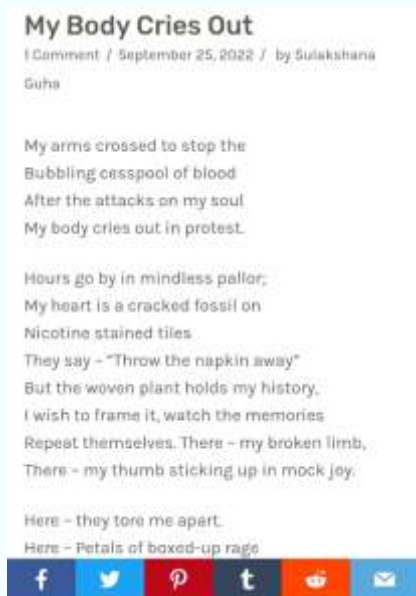 My Body Cries Out
1 Comment / September 25, 2022 / by Sulakshana
Guha
My arms crossed to stop the
Bubbling cesspool of blood
After the attacks on my soul
My body cries out in protest.
Hours go by in mindless pallor;
My heart is a cracked fossil on
Nicotine stained tiles
They say – “Throw the napkin away”
But the woven plant holds my history,
I wish to frame it, watch the memories
Repeat themselves. There – my broken limb,
There – my thumb sticking up in mock joy.
Here – they tore me apart.
Here – Petals of boxed-up rage